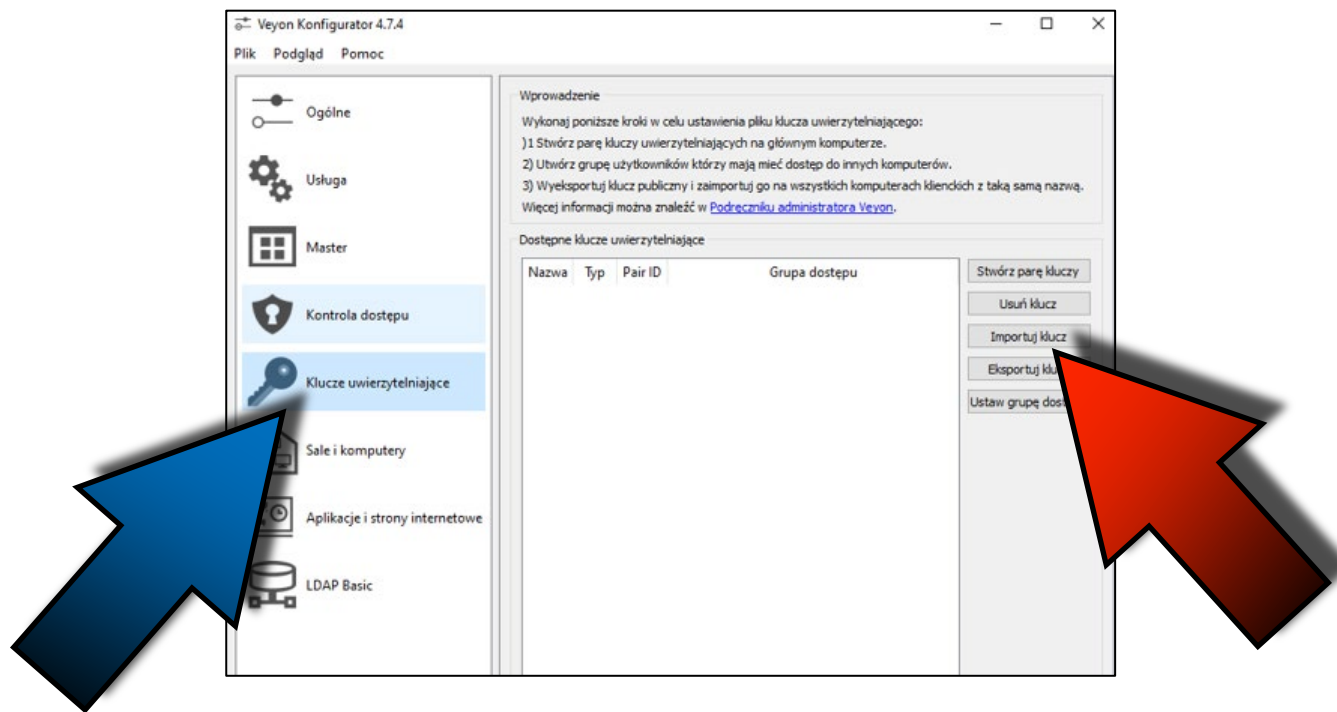 Veyon Konfigurator 4.7.4
Plik Podgląd Pomoc
Ogólne
Usługa
Master
Kontrola dostępu
Klucze uwierzytelniające
Sale i komputery
Aplikacje i strony internetowe
LDAP Basic
Wprowadzenie
Wykonaj poniższe kroki w celu ustawienia pliku klucza uwierzytelniającego:
)1 Stwórz parę kluczy uwierzytelniających na głównym komputerze.
2) Utwórz grupę użytkowników którzy mają mieć dostęp do innych komputerów.
3) Wyeksportuj klucz publiczny i zaimportuj go na wszystkich komputerach klienckich z taką samą nazwą.
Więcej informacji można znaleźć w Podręczniku administratora Veyon.
Dostępne klucze uwierzytelniające
Nazwa Typ Pair ID Grupa dostępu
Stwórz parę kluczy
Usuń klucz
Importuj klucz
Eksportuj
Ustaw grupę